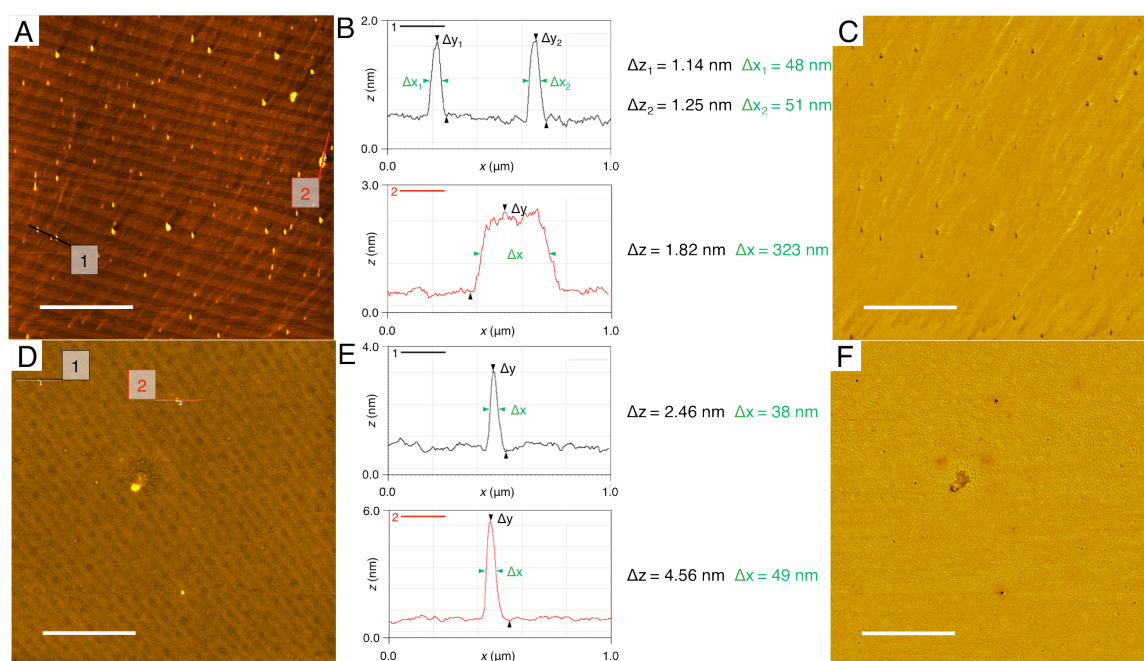 A
1
2
B
2.0
z (nm)
0.0
1
Δy₁
Δy₂
Δx₁
Δx₂
0.0
x (μm)
1.0
Δz₁ = 1.14 nm Δx₁ = 48 nm
Δz₂ = 1.25 nm Δx₂ = 51 nm
3.0
z (nm)
0.0
2
Δy
Δx
0.0
x (μm)
1.0
Δz = 1.82 nm Δx = 323 nm
C
D
1
1
2
2
E
4.0
z (nm)
0.0
1
Δy
Δx
0.0
x (μm)
1.0
Δz = 2.46 nm Δx = 38 nm
6.0
z (nm)
0.0
2
Δy
Δx
0.0
x (μm)
1.0
Δz = 4.56 nm Δx = 49 nm
F